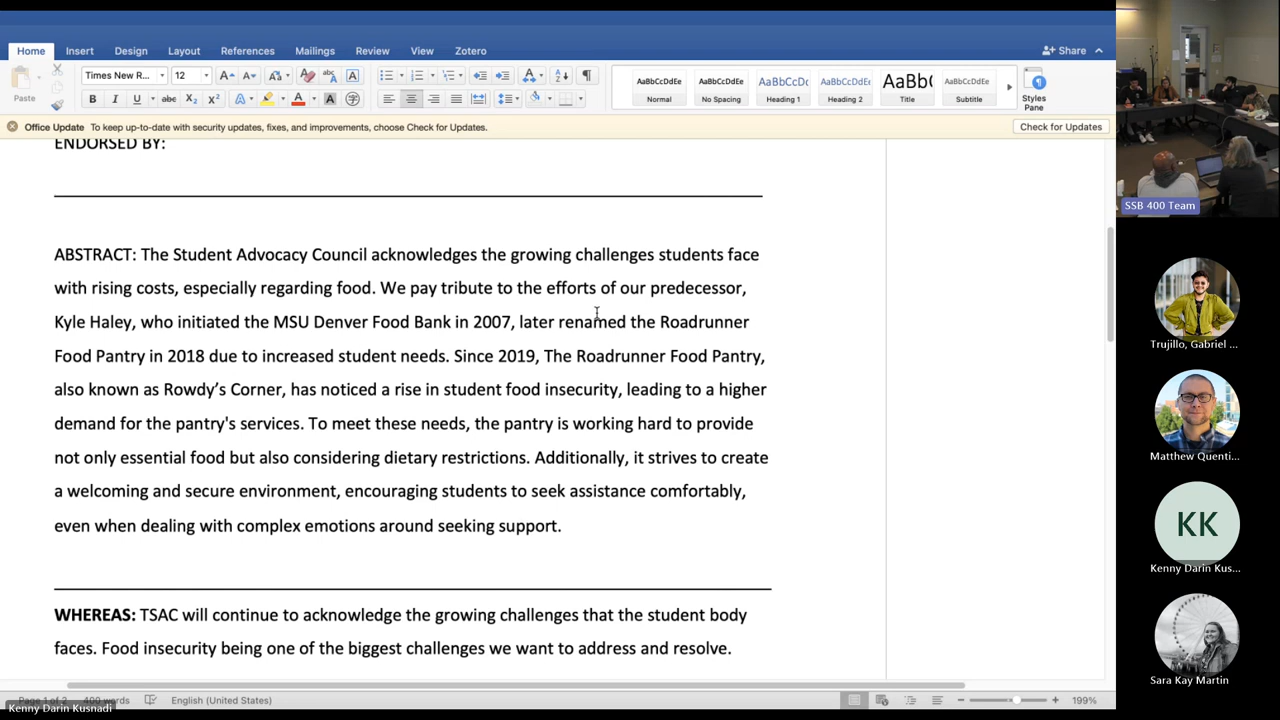 Home Insert Design Layout References Mailings Review View Zotero Share
Times New R... 12 AaBbCcDdEe AaBbCcDdEe AaBbCcDc AaBbCcDdEe AaBb( AaBbCcDdEe
Paste B I U abc X₂ X² A A Normal No Spacing Heading 1 Heading 2 Title Subtitle Styles Pane
Office Update To keep up-to-date with security updates, fixes, and improvements, choose Check for Updates. Check for Updates
ENDORSED BY:
ABSTRACT: The Student Advocacy Council acknowledges the growing challenges students face
with rising costs, especially regarding food. We pay tribute to the efforts of our predecessor,
Kyle Haley, who initiated the MSU Denver Food Bank in 2007, later renamed the Roadrunner
Food Pantry in 2018 due to increased student needs. Since 2019, The Roadrunner Food Pantry,
also known as Rowdy's Corner, has noticed a rise in student food insecurity, leading to a higher
demand for the pantry's services. To meet these needs, the pantry is working hard to provide
not only essential food but also considering dietary restrictions. Additionally, it strives to create
a welcoming and secure environment, encouraging students to seek assistance comfortably,
even when dealing with complex emotions around seeking support.
WHEREAS: TSAC will continue to acknowledge the growing challenges that the student body
faces. Food insecurity being one of the biggest challenges we want to address and resolve.
Page 1 of 2 400 words English (United States) 199%
Kenny Darin Kusnadi
SSB 400 Team
Trujillo, Gabriel ...
Matthew Quenti...
KK
Kenny Darin Kus...
Sara Kay Martin